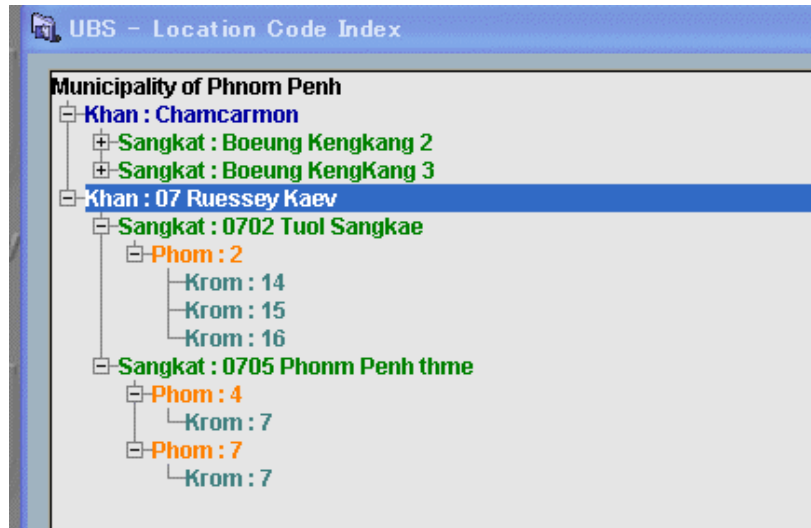 UBS - Location Code Index
Municipality of Phnom Penh
Khan : Chamcarmon
Sangkat : Boeung Kengkang 2
Sangkat : Boeung KengKang 3
Khan : 07 Ruessey Kaev
Sangkat : 0702 Tuol Sangkae
Phom : 2
Krom : 14
Krom : 15
Krom : 16
Sangkat : 0705 Phonm Penh thme
Phom : 4
Krom : 7
Phom : 7
Krom : 7